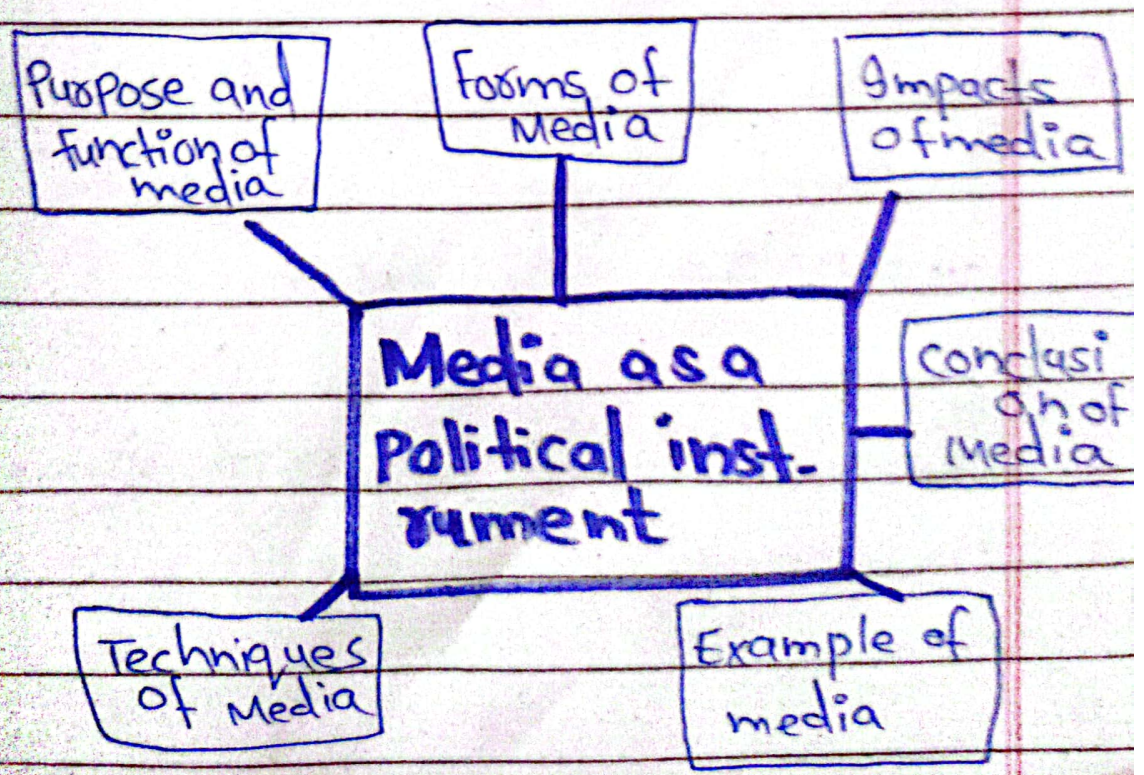 Purpose and
function of
media
Forms of
Media
Impacts
of media
Media as a
political inst-
rument
Conclusi
on of
Media
Techniques
of Media
Example of
media